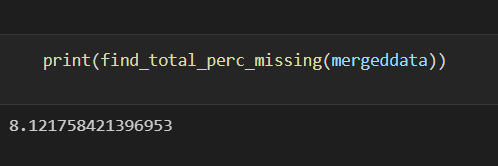 print(find_total_perc_missing(mergeddata))
8.121758421396953